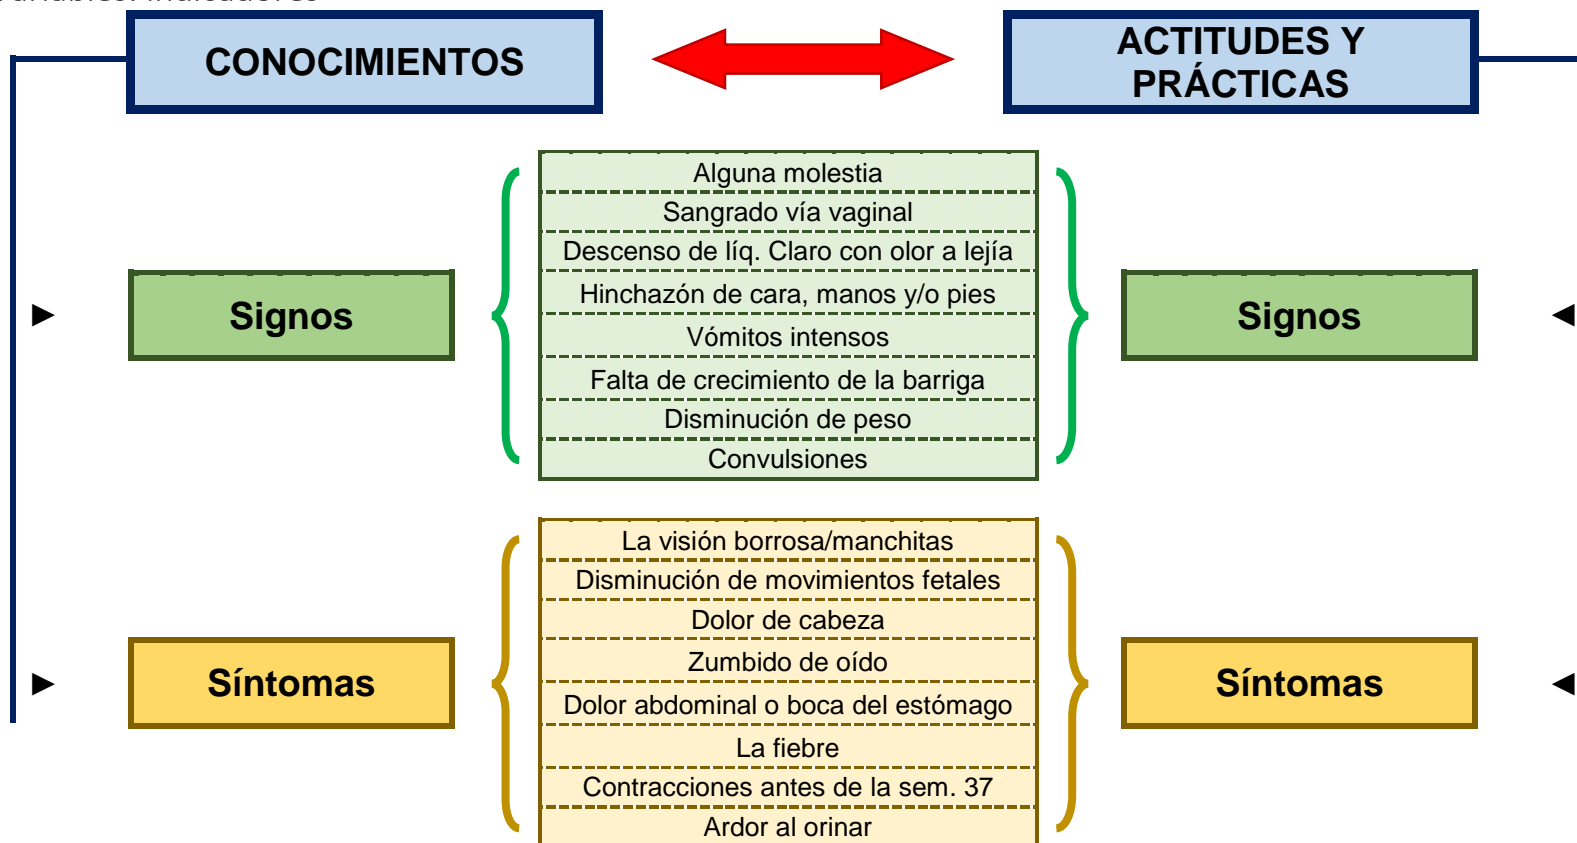 Indicadores
CONOCIMIENTOS
ACTITUDES Y
PRÁCTICAS
Alguna molestia
Sangrado vía vaginal
Descenso de líq. Claro con olor a lejía
Hinchazón de cara, manos y/o pies
Vómitos intensos
Falta de crecimiento de la barriga
Disminución de peso
Convulsiones
Signos
Signos
La visión borrosa/manchitas
Disminución de movimientos fetales
Dolor de cabeza
Zumbido de oído
Dolor abdominal o boca del estómago
La fiebre
Contracciones antes de la sem. 37
Ardor al orinar
Síntomas
Síntomas